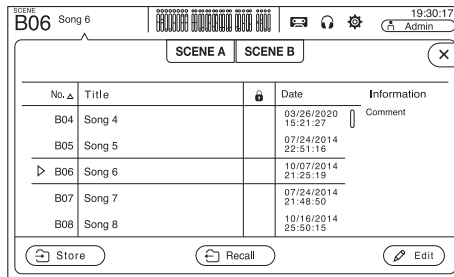 SCENE
B06 Song 6
19:30:17
Admin
SCENE A SCENE B
No. Title Date Information
B04 Song 4 03/26/2020
15:21:27
Comment
B05 Song 5 07/24/2014
22:51:16
B06 Song 6 10/07/2014
21:25:19
B07 Song 7 07/24/2014
21:48:50
B08 Song 8 10/16/2014
25:50:15
Store Recall Edit